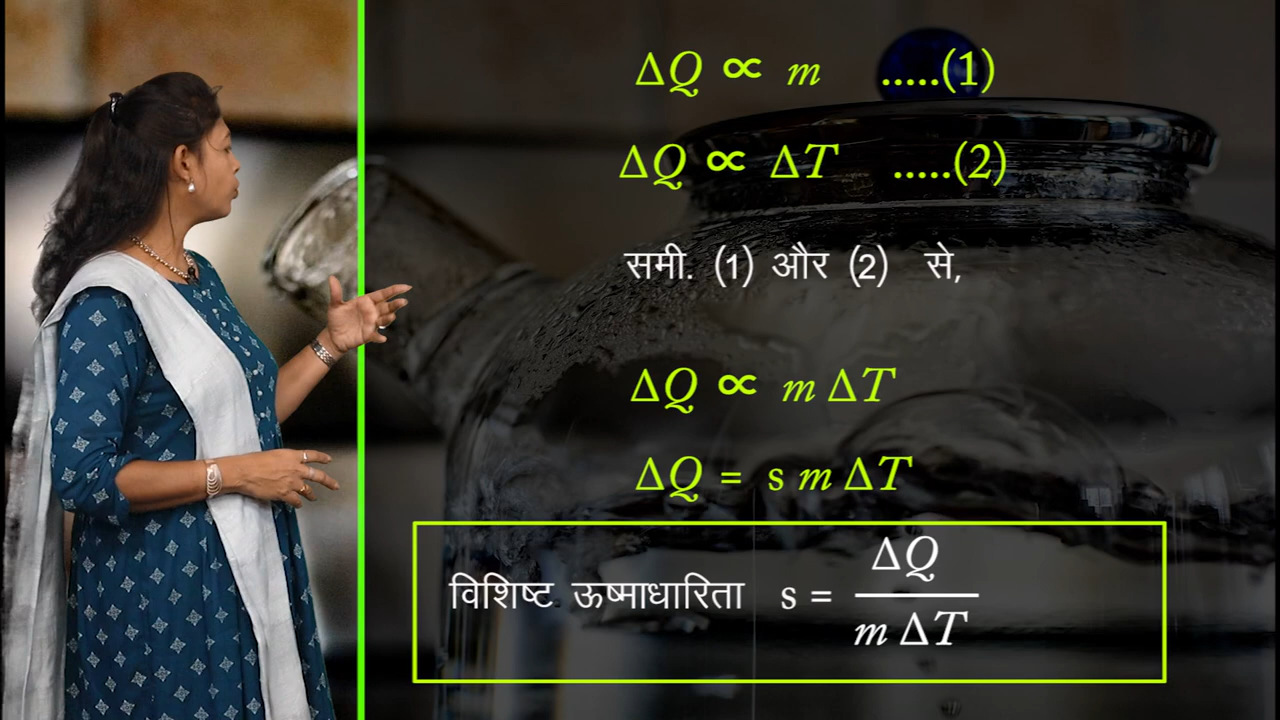 ΔQ ∝ m .....(1)
ΔQ ∝ ΔT .....(2)
समी. (1) और (2) से,
ΔQ ∝ m ΔT
ΔQ = s m ΔT
विशिष्ट ऊष्माधारिता s = ΔQ / m ΔT